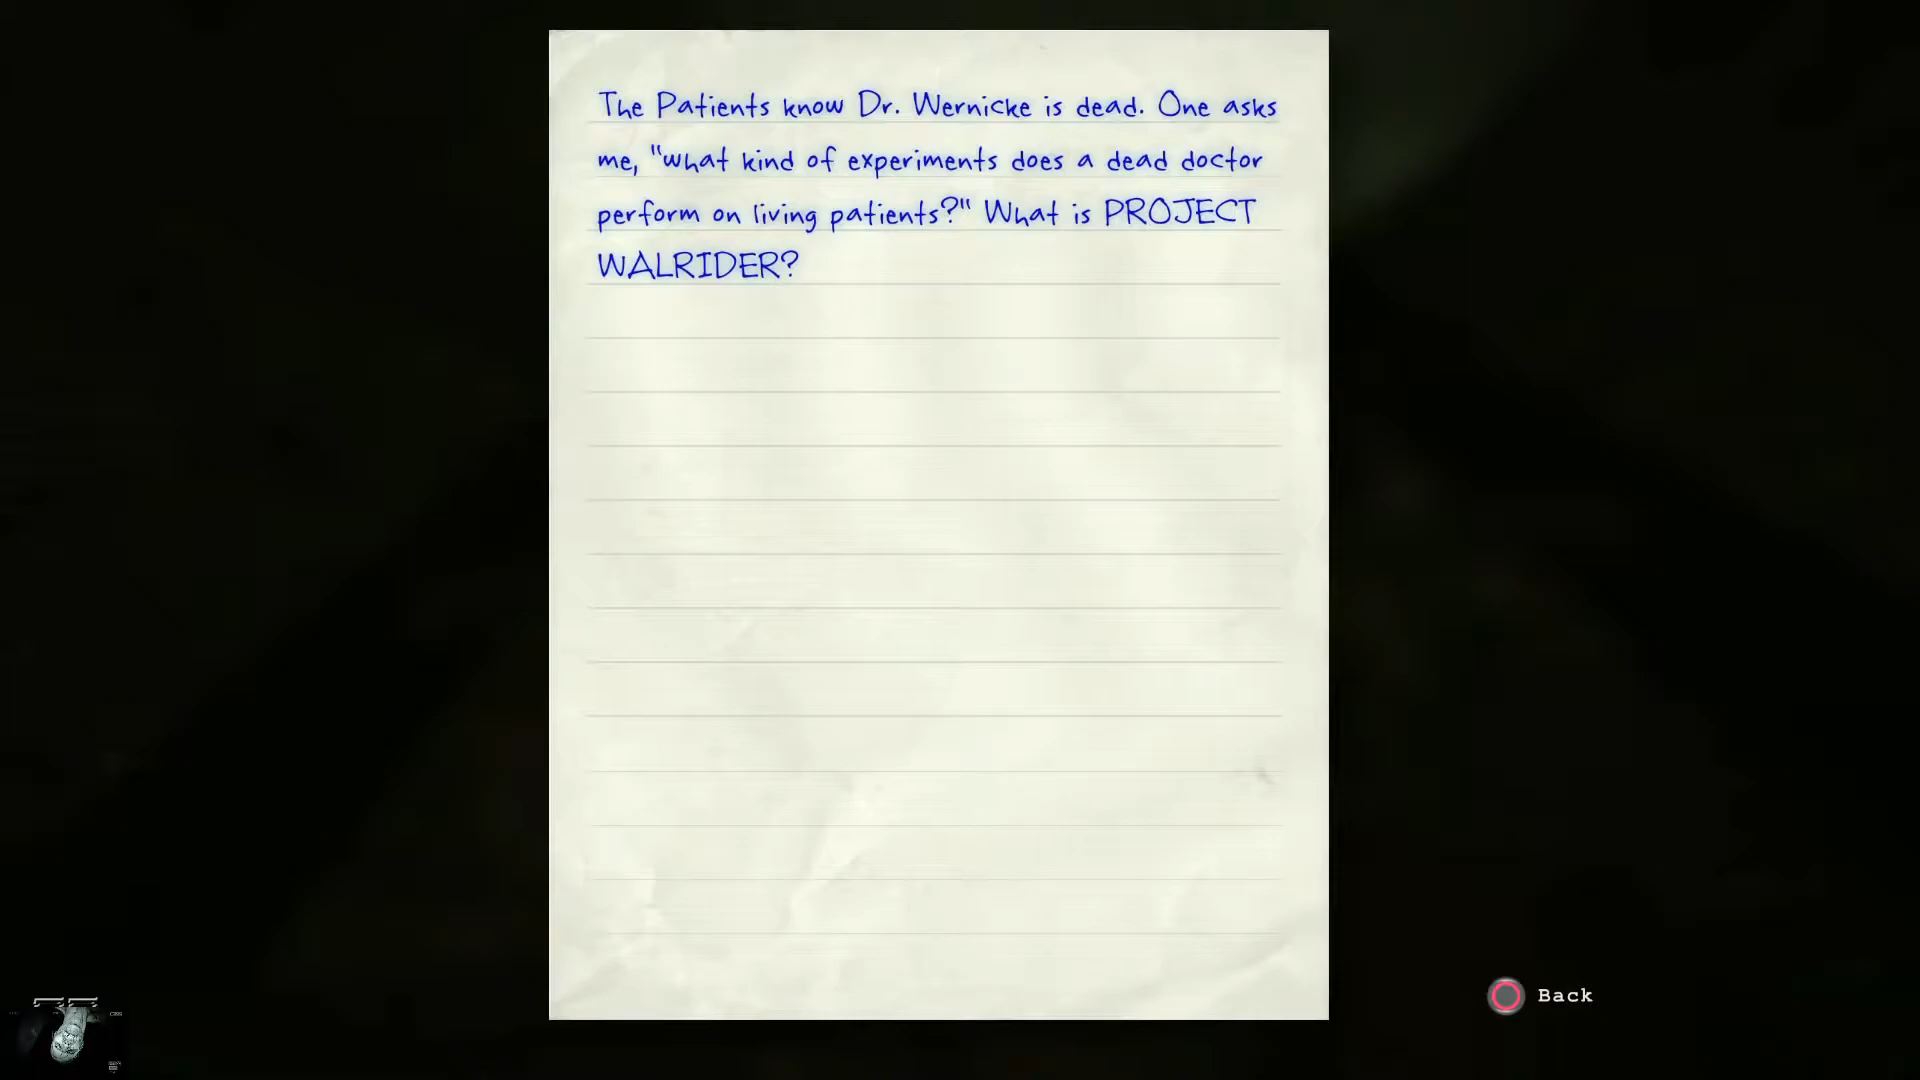 The Patients know Dr. Wernicke is dead. One asks
me, "what kind of experiments does a dead doctor
perform on living patients?" What is PROJECT
WALRIDER?
Back